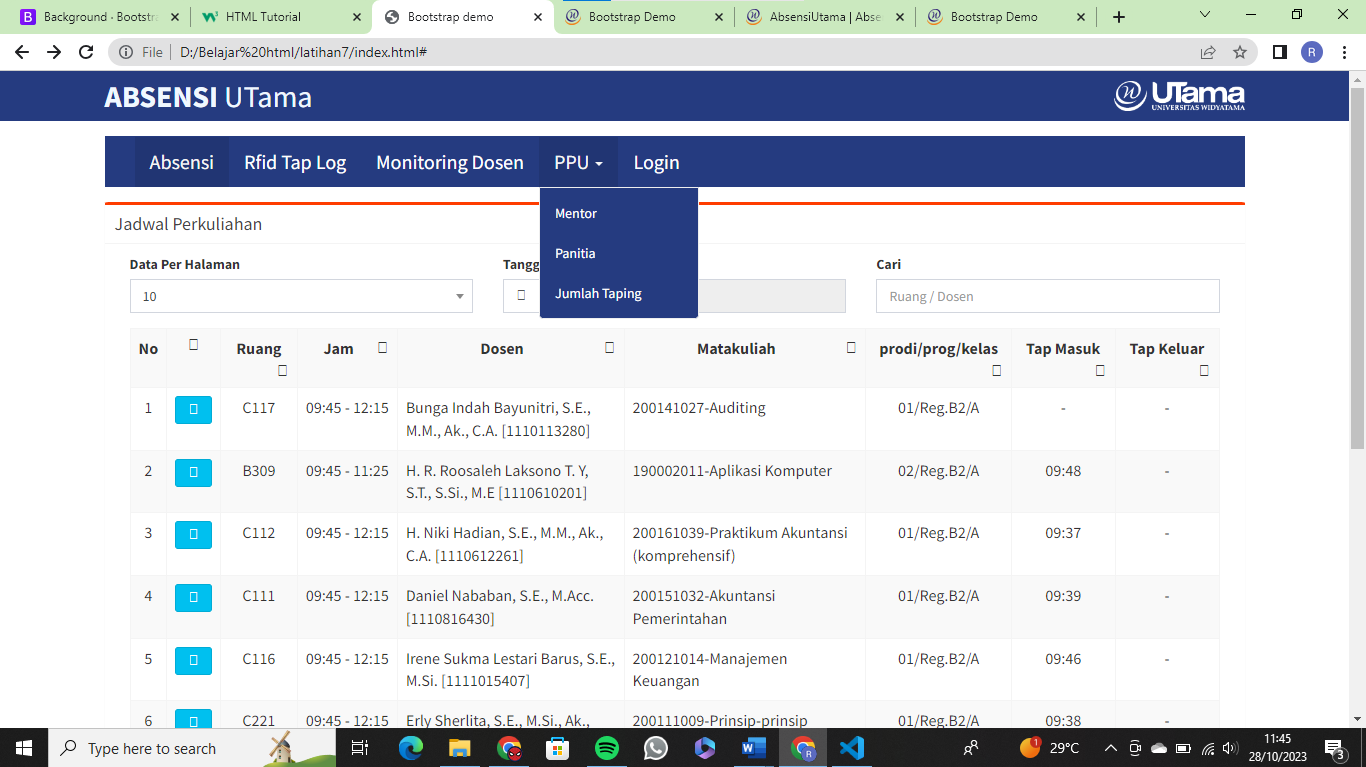 Background · Bootstra
HTML Tutorial
Bootstrap demo
Bootstrap Demo
AbsensiUtama | Abse
Bootstrap Demo
File | D:/Belajar%20html/latihan7/index.html#
R
ABSENSI UTama
UTama
UNIVERSITAS WIDYATAMA
Absensi Rfid Tap Log Monitoring Dosen PPU Login
Mentor
Panitia
Jumlah Taping
Jadwal Perkuliahan
Data Per Halaman Tangg Cari
10 Ruang / Dosen
No Ruang Jam Dosen Matakuliah prodi/prog/kelas Tap Masuk Tap Keluar
1 C117 09:45 - 12:15 Bunga Indah Bayunitri, S.E., 200141027-Auditing 01/Reg.B2/A - -
M.M., Ak., C.A. [1110113280]
2 B309 09:45 - 11:25 H. R. Roosaleh Laksono T. Y, 190002011-Aplikasi Komputer 02/Reg.B2/A 09:48 -
S.T., S.Si., M.E [1110610201]
3 C112 09:45 - 12:15 H. Niki Hadian, S.E., M.M., Ak., 200161039-Praktikum Akuntansi 01/Reg.B2/A 09:37 -
C.A. [1110612261] (komprehensif)
4 C111 09:45 - 12:15 Daniel Nababan, S.E., M.Acc. 200151032-Akuntansi 01/Reg.B2/A 09:39 -
[1110816430] Pemerintahan
5 C116 09:45 - 12:15 Irene Sukma Lestari Barus, S.E., 200121014-Manajemen 01/Reg.B2/A 09:46 -
M.Si. [1111015407] Keuangan
6 C221 09:45 - 12:15 Erly Sherlita, S.E., M.Si., Ak., 200111009-Prinsip-prinsip 01/Reg.B2/A 09:38 -
Type here to search
29°C
11:45
28/10/2023
3